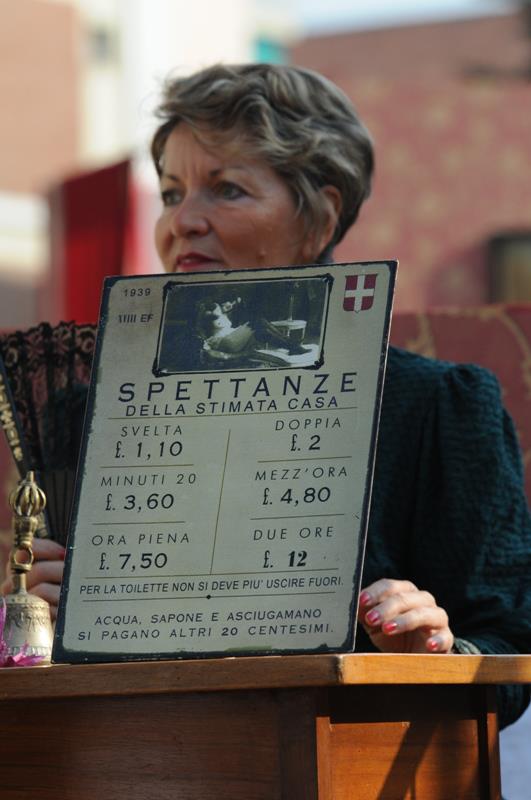 1939
XVIII EF
SPETTANZE
DELLA STIMATA CASA
SVELTA
£. 1,10
DOPPIA
£. 2
MINUTI 20
£. 3,60
MEZZ'ORA
£. 4,80
ORA PIENA
£. 7,50
DUE ORE
£. 12
PER LA TOILETTE NON SI DEVE PIU' USCIRE FUORI.
ACQUA, SAPONE E ASCIUGAMANO
SI PAGANO ALTRI 20 CENTESIMI.